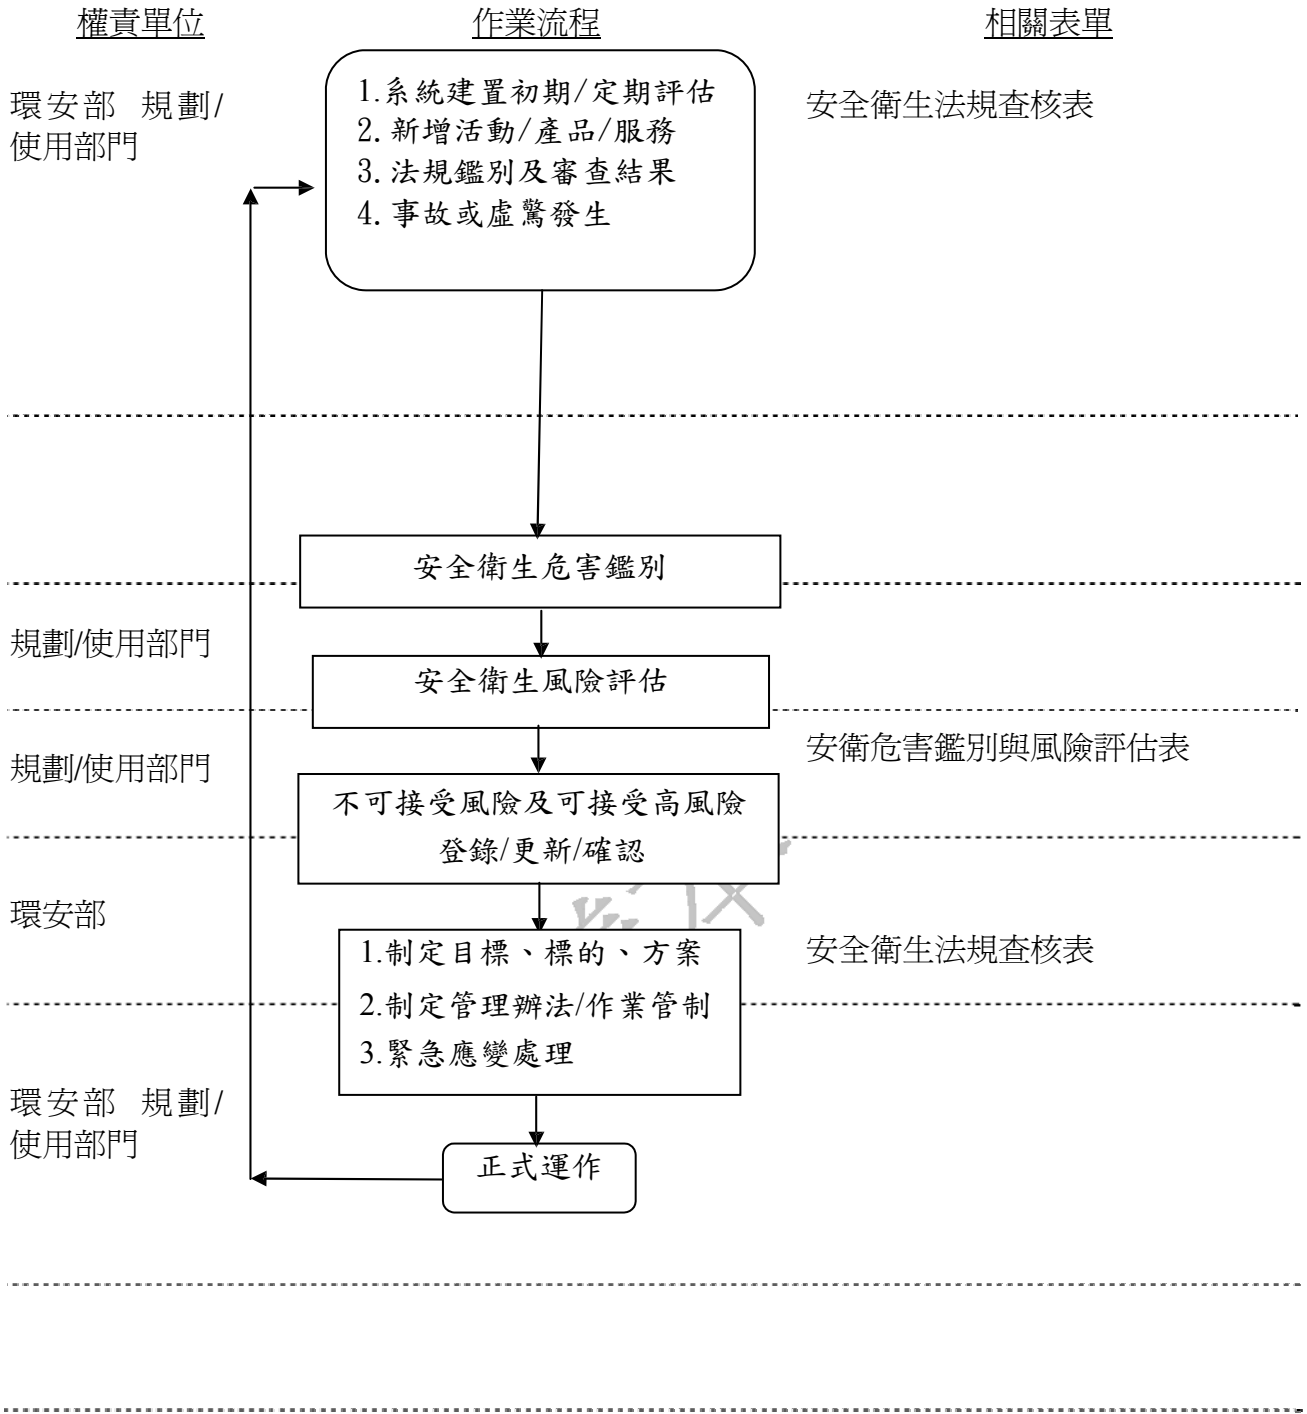 權責單位
作業流程
相關表單
環安部 規劃/
使用部門
1.系統建置初期/定期評估
2.新增活動/產品/服務
3.法規鑑別及審查結果
4.事故或虛驚發生
安全衛生法規查核表
安全衛生危害鑑別
規劃/使用部門
安全衛生風險評估
規劃/使用部門
安衛危害鑑別與風險評估表
不可接受風險及可接受高風險
登錄/更新/確認
環安部
1.制定目標、標的、方案
2.制定管理辦法/作業管制
3.緊急應變處理
安全衛生法規查核表
環安部 規劃/
使用部門
正式運作